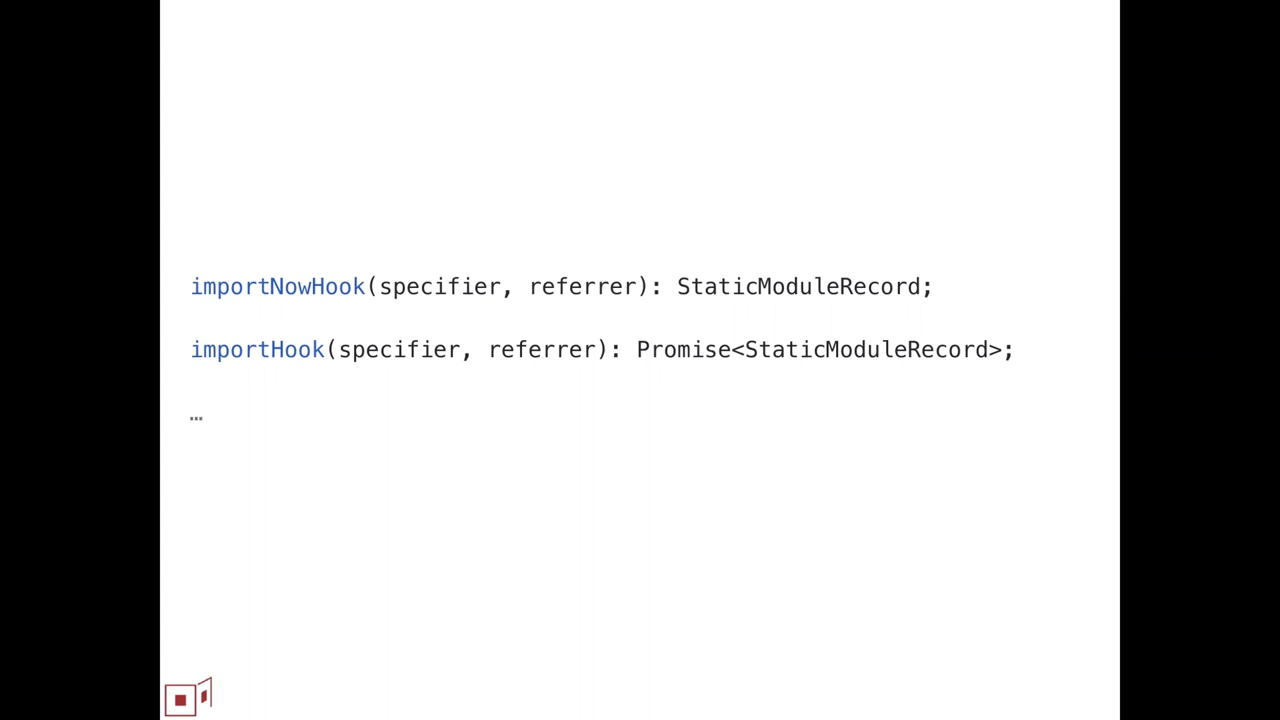 importNowHook(specifier, referrer): StaticModuleRecord;
importHook(specifier, referrer): Promise<StaticModuleRecord>;
…